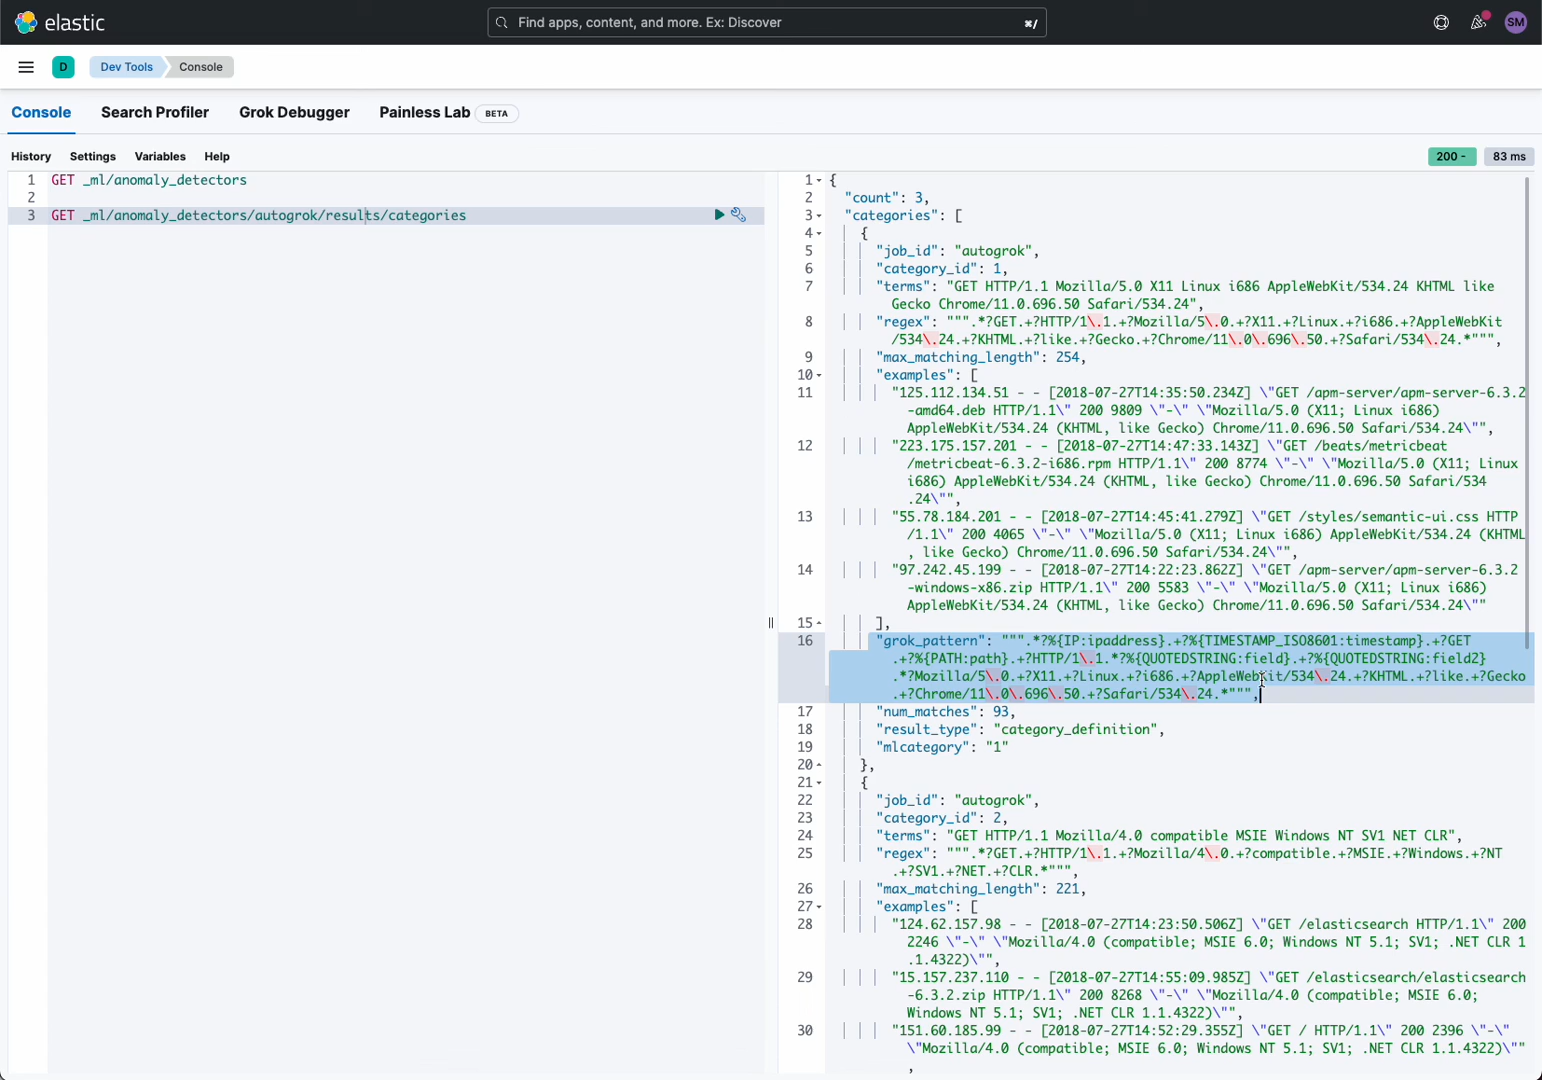 elastic
Find apps, content, and more. Ex: Discover
⌘/
SM
D
Dev Tools
Console
Console
Search Profiler
Grok Debugger
Painless Lab
BETA
History
Settings
Variables
Help
200 -
83 ms
1 GET _ml/anomaly_detectors
2
3 GET _ml/anomaly_detectors/autogrok/results/categories
1 {
2 "count": 3,
3 "categories": [
4 {
5 "job_id": "autogrok",
6 "category_id": 1,
7 "terms": "GET HTTP/1.1 Mozilla/5.0 X11 Linux i686 AppleWebKit/534.24 KHTML like
Gecko Chrome/11.0.696.50 Safari/534.24",
8 "regex": """.*?GET.+?HTTP/1\.1.+?Mozilla/5\.0.+?X11.+?Linux.+?i686.+?AppleWebKit
/534\.24.+?KHTML.+?like.+?Gecko.+?Chrome/11\.0\.696\.50.+?Safari/534\.24.*""",
9 "max_matching_length": 254,
10 "examples": [
11 "125.112.134.51 - - [2018-07-27T14:35:50.234Z] \"GET /apm-server/apm-server-6.3.2
-amd64.deb HTTP/1.1\" 200 9809 \"-\" \"Mozilla/5.0 (X11; Linux i686)
AppleWebKit/534.24 (KHTML, like Gecko) Chrome/11.0.696.50 Safari/534.24\"",
12 "223.175.157.201 - - [2018-07-27T14:47:33.143Z] \"GET /beats/metricbeat
/metricbeat-6.3.2-i686.rpm HTTP/1.1\" 200 8774 \"-\" \"Mozilla/5.0 (X11; Linux
i686) AppleWebKit/534.24 (KHTML, like Gecko) Chrome/11.0.696.50 Safari/534
.24\"",
13 "55.78.184.201 - - [2018-07-27T14:45:41.279Z] \"GET /styles/semantic-ui.css HTTP
/1.1\" 200 4065 \"-\" \"Mozilla/5.0 (X11; Linux i686) AppleWebKit/534.24 (KHTML
, like Gecko) Chrome/11.0.696.50 Safari/534.24\"",
14 "97.242.45.199 - - [2018-07-27T14:22:23.862Z] \"GET /apm-server/apm-server-6.3.2
-windows-x86.zip HTTP/1.1\" 200 5583 \"-\" \"Mozilla/5.0 (X11; Linux i686)
AppleWebKit/534.24 (KHTML, like Gecko) Chrome/11.0.696.50 Safari/534.24\""
15 ],
16 "grok_pattern": """.*?%{IP:ipaddress}.+?%{TIMESTAMP_ISO8601:timestamp}.+?GET
.+?%{PATH:path}.+?HTTP/1\.1.*?%{QUOTEDSTRING:field}.+?%{QUOTEDSTRING:field2}
.*?Mozilla/5\.0.+?X11.+?Linux.+?i686.+?AppleWebKit/534\.24.+?KHTML.+?like.+?Gecko
.+?Chrome/11\.0\.696\.50.+?Safari/534\.24.*""",
17 "num_matches": 93,
18 "result_type": "category_definition",
19 "mlcategory": "1"
20 },
21 {
22 "job_id": "autogrok",
23 "category_id": 2,
24 "terms": "GET HTTP/1.1 Mozilla/4.0 compatible MSIE Windows NT SV1 NET CLR",
25 "regex": """.*?GET.+?HTTP/1\.1.+?Mozilla/4\.0.+?compatible.+?MSIE.+?Windows.+?NT
.+?SV1.+?NET.+?CLR.*""",
26 "max_matching_length": 221,
27 "examples": [
28 "124.62.157.98 - - [2018-07-27T14:23:50.506Z] \"GET /elasticsearch HTTP/1.1\" 200
2246 \"-\" \"Mozilla/4.0 (compatible; MSIE 6.0; Windows NT 5.1; SV1; .NET CLR 1
.1.4322)\"",
29 "15.157.237.110 - - [2018-07-27T14:55:09.985Z] \"GET /elasticsearch/elasticsearch
-6.3.2.zip HTTP/1.1\" 200 8268 \"-\" \"Mozilla/4.0 (compatible; MSIE 6.0;
Windows NT 5.1; SV1; .NET CLR 1.1.4322)\"",
30 "151.60.185.99 - - [2018-07-27T14:52:29.355Z] \"GET / HTTP/1.1\" 200 2396 \"-\"
\"Mozilla/4.0 (compatible; MSIE 6.0; Windows NT 5.1; SV1; .NET CLR 1.1.4322)\""
,